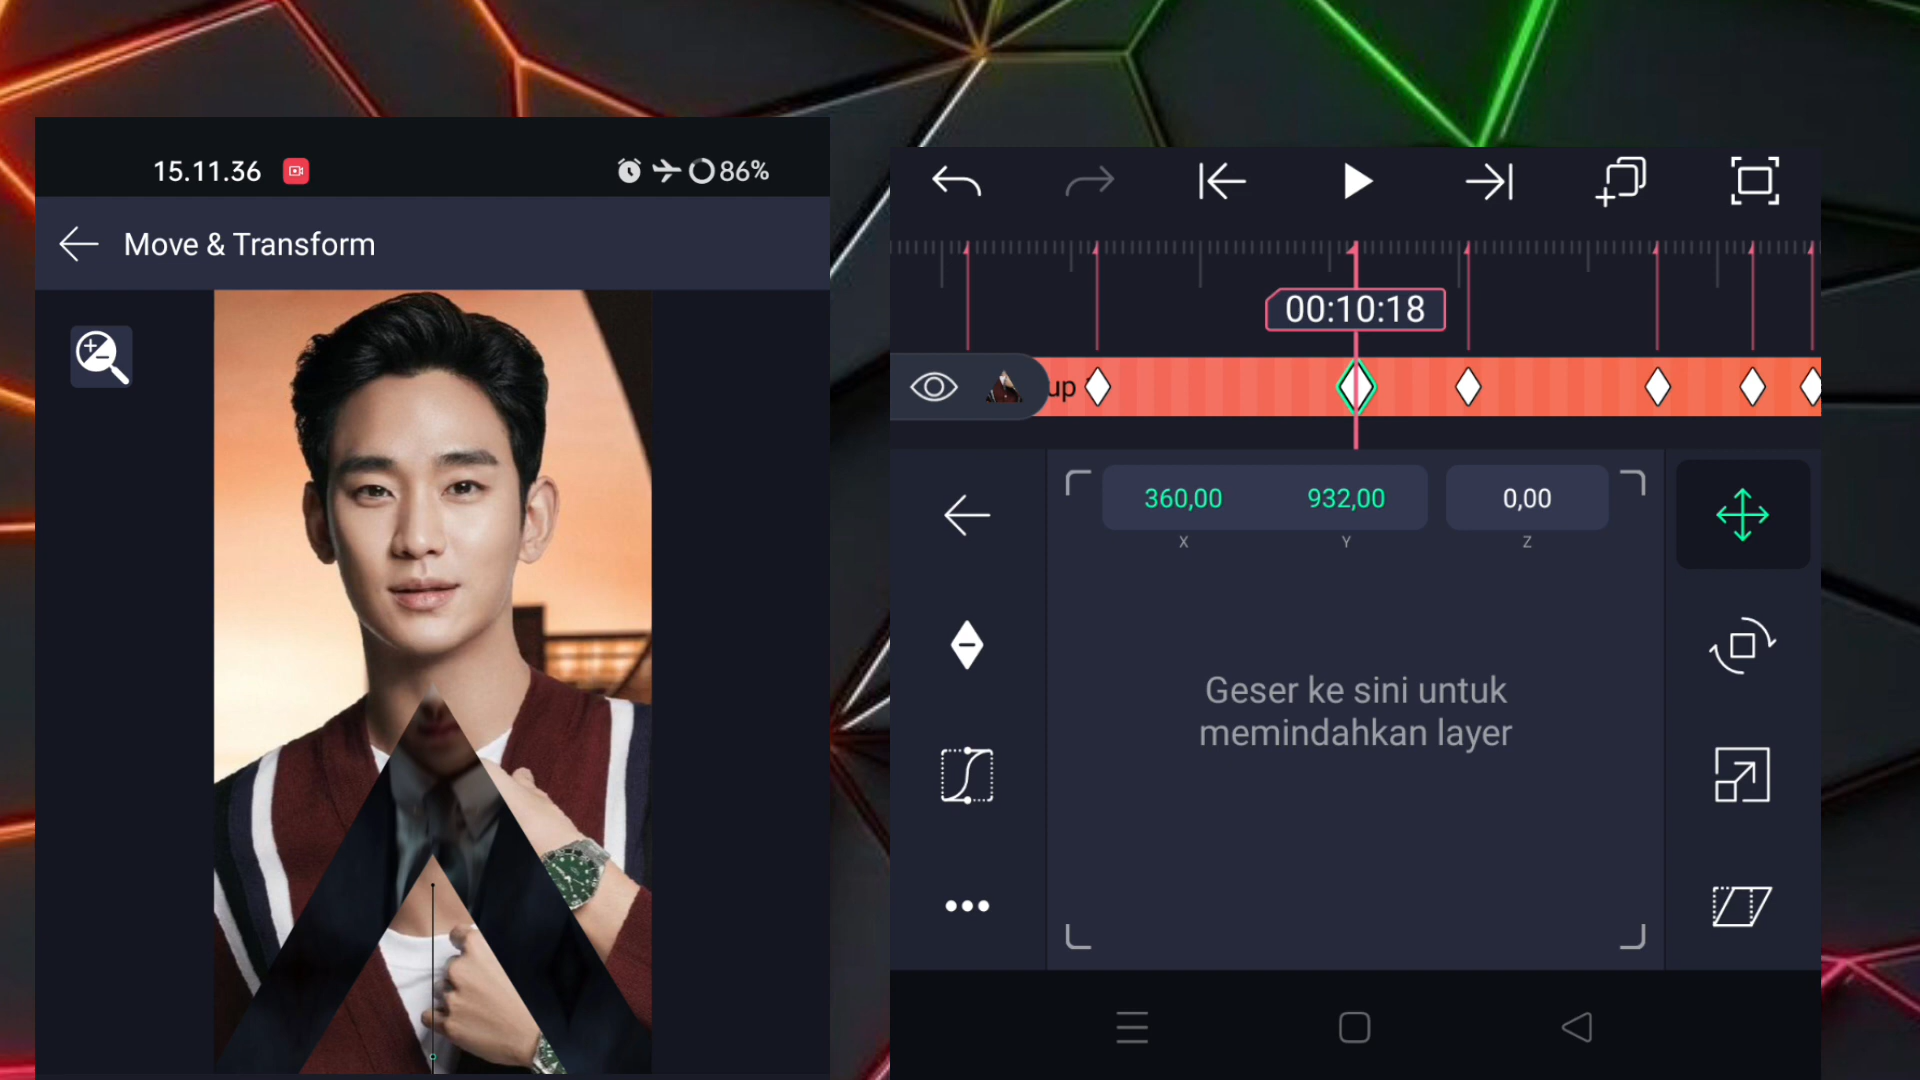 15.11.36
86%
Move & Transform
00:10:18
up
360,00
932,00
0,00
X
Y
Z
Geser ke sini untuk
memindahkan layer